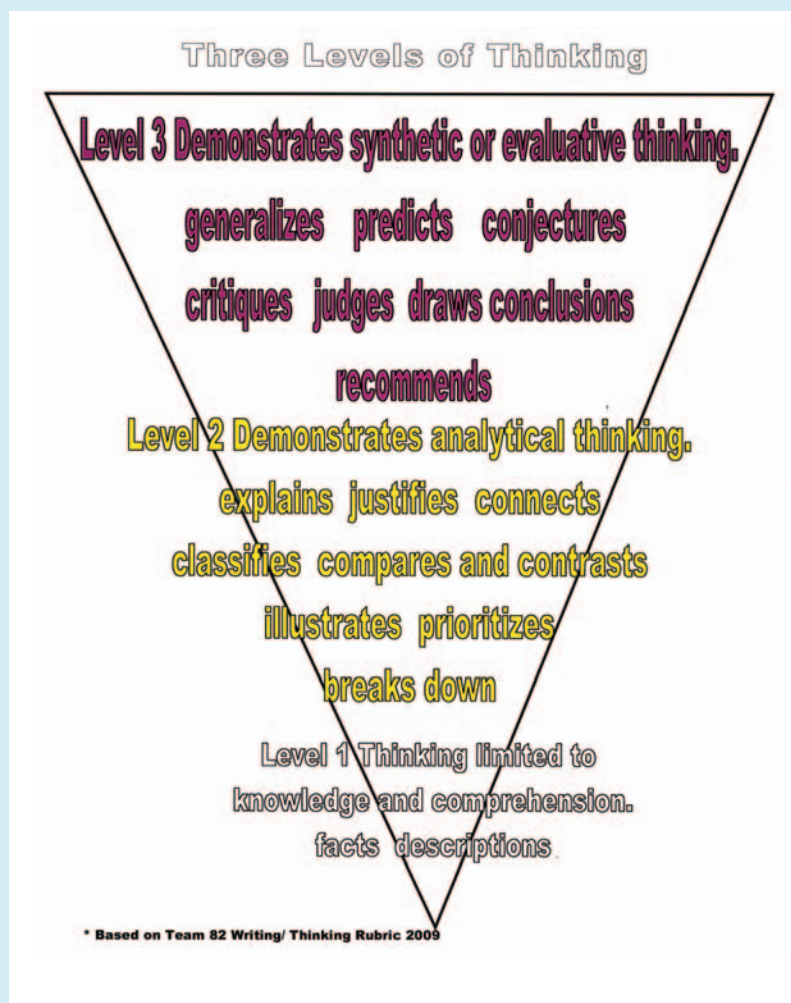 Three Levels of Thinking
Level 3 Demonstrates synthetic or evaluative thinking.
generalizes predicts conjectures
critiques judges draws conclusions
recommends
Level 2 Demonstrates analytical thinking.
explains justifies connects
classifies compares and contrasts
illustrates prioritizes
breaks down
Level 1 Thinking limited to
knowledge and comprehension.
facts descriptions
* Based on Team 82 Writing/ Thinking Rubric 2009